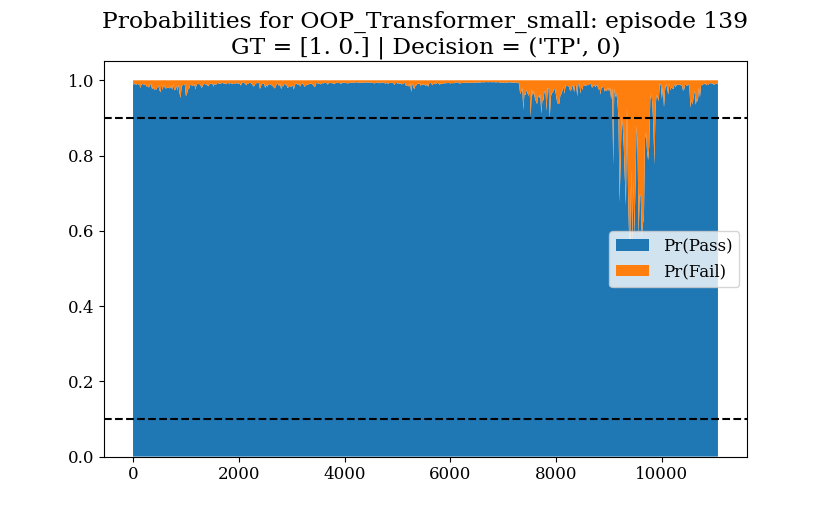 Probabilities for OOP_Transformer_small: episode 139
GT = [1. 0.] | Decision = ('TP', 0)
1.0
0.8
0.6
0.4
0.2
0.0
Pr(Pass)
Pr(Fail)
0 2000 4000 6000 8000 10000